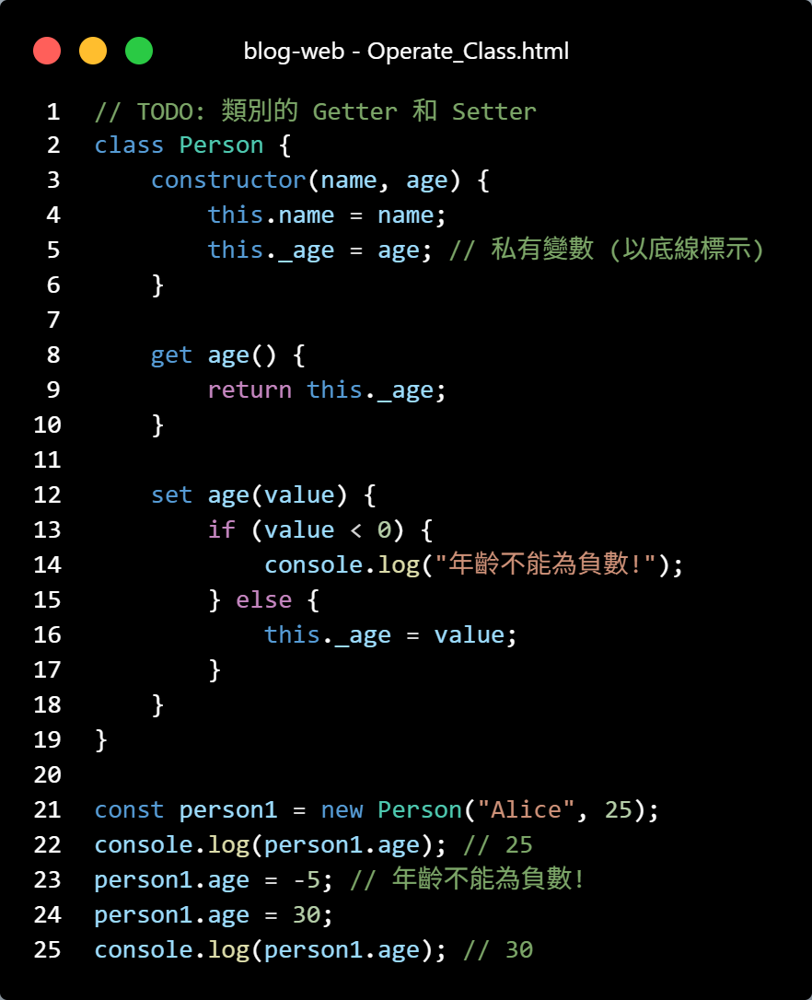 blog-web - Operate_Class.html
1 // TODO: 類別的 Getter 和 Setter
2 class Person {
3     constructor(name, age) {
4         this.name = name;
5         this._age = age; // 私有變數 (以底線標示)
6     }
7
8     get age() {
9         return this._age;
10     }
11
12     set age(value) {
13         if (value < 0) {
14             console.log("年齡不能為負數!");
15         } else {
16             this._age = value;
17         }
18     }
19 }
20
21 const person1 = new Person("Alice", 25);
22 console.log(person1.age); // 25
23 person1.age = -5; // 年齡不能為負數!
24 person1.age = 30;
25 console.log(person1.age); // 30